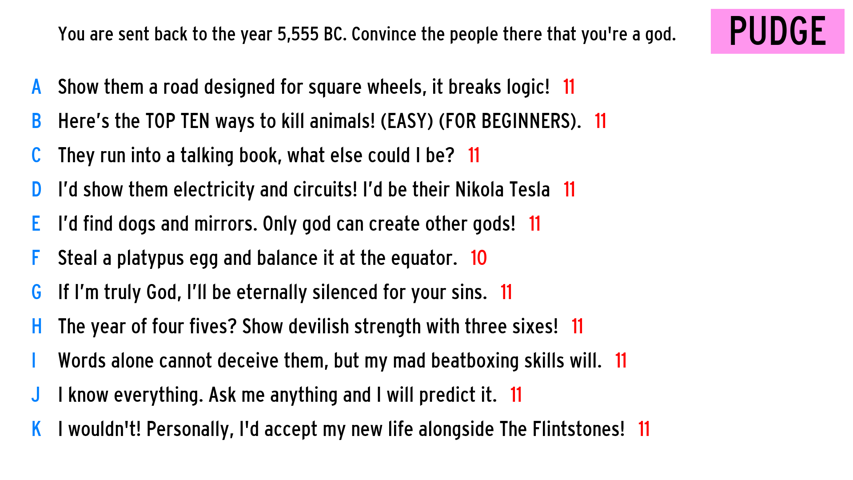 You are sent back to the year 5,555 BC. Convince the people there that you're a god.
PUDGE
A Show them a road designed for square wheels, it breaks logic! 11
B Here's the TOP TEN ways to kill animals! (EASY) (FOR BEGINNERS). 11
C They run into a talking book, what else could I be? 11
D I'd show them electricity and circuits! I'd be their Nikola Tesla 11
E I'd find dogs and mirrors. Only god can create other gods! 11
F Steal a platypus egg and balance it at the equator. 10
G If I'm truly God, I'll be eternally silenced for your sins. 11
H The year of four fives? Show devilish strength with three sixes! 11
I Words alone cannot deceive them, but my mad beatboxing skills will. 11
J I know everything. Ask me anything and I will predict it. 11
K I wouldn't! Personally, I'd accept my new life alongside The Flintstones! 11